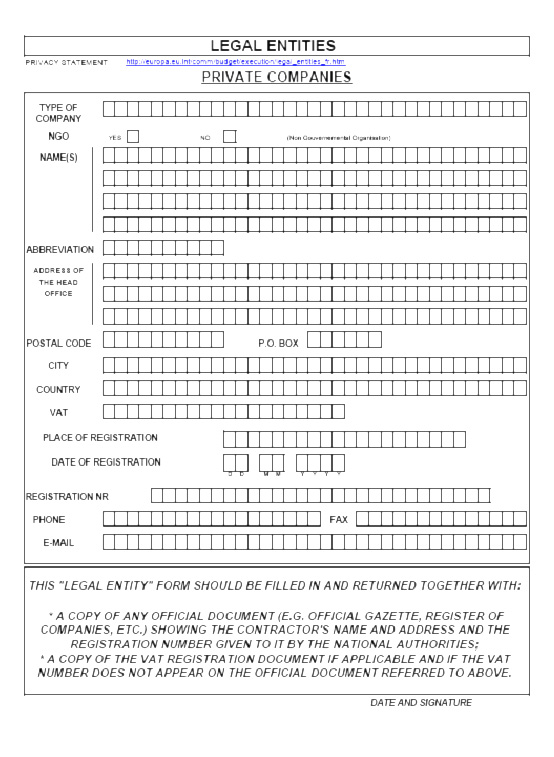 LEGAL ENTITIES
PRIVACY STATEMENT http://europa.eu.int/comm/budget/execution/legal_entities_fr.htm
PRIVATE COMPANIES
TYPE OF
COMPANY
NGO YES NO (Non Gouvernemental Organisation)
NAME(S)
ABBREVIATION
ADDRESS OF
THE HEAD
OFFICE
POSTAL CODE P.O. BOX
CITY
COUNTRY
VAT
PLACE OF REGISTRATION
DATE OF REGISTRATION
D D M M Y Y Y Y
REGISTRATION NR
PHONE FAX
E-MAIL
THIS "LEGAL ENTITY" FORM SHOULD BE FILLED IN AND RETURNED TOGETHER WITH:
* A COPY OF ANY OFFICIAL DOCUMENT (E.G. OFFICIAL GAZETTE, REGISTER OF
COMPANIES, ETC.) SHOWING THE CONTRACTOR'S NAME AND ADDRESS AND THE
REGISTRATION NUMBER GIVEN TO IT BY THE NATIONAL AUTHORITIES;
* A COPY OF THE VAT REGISTRATION DOCUMENT IF APPLICABLE AND IF THE VAT
NUMBER DOES NOT APPEAR ON THE OFFICIAL DOCUMENT REFERRED TO ABOVE.
DATE AND SIGNATURE